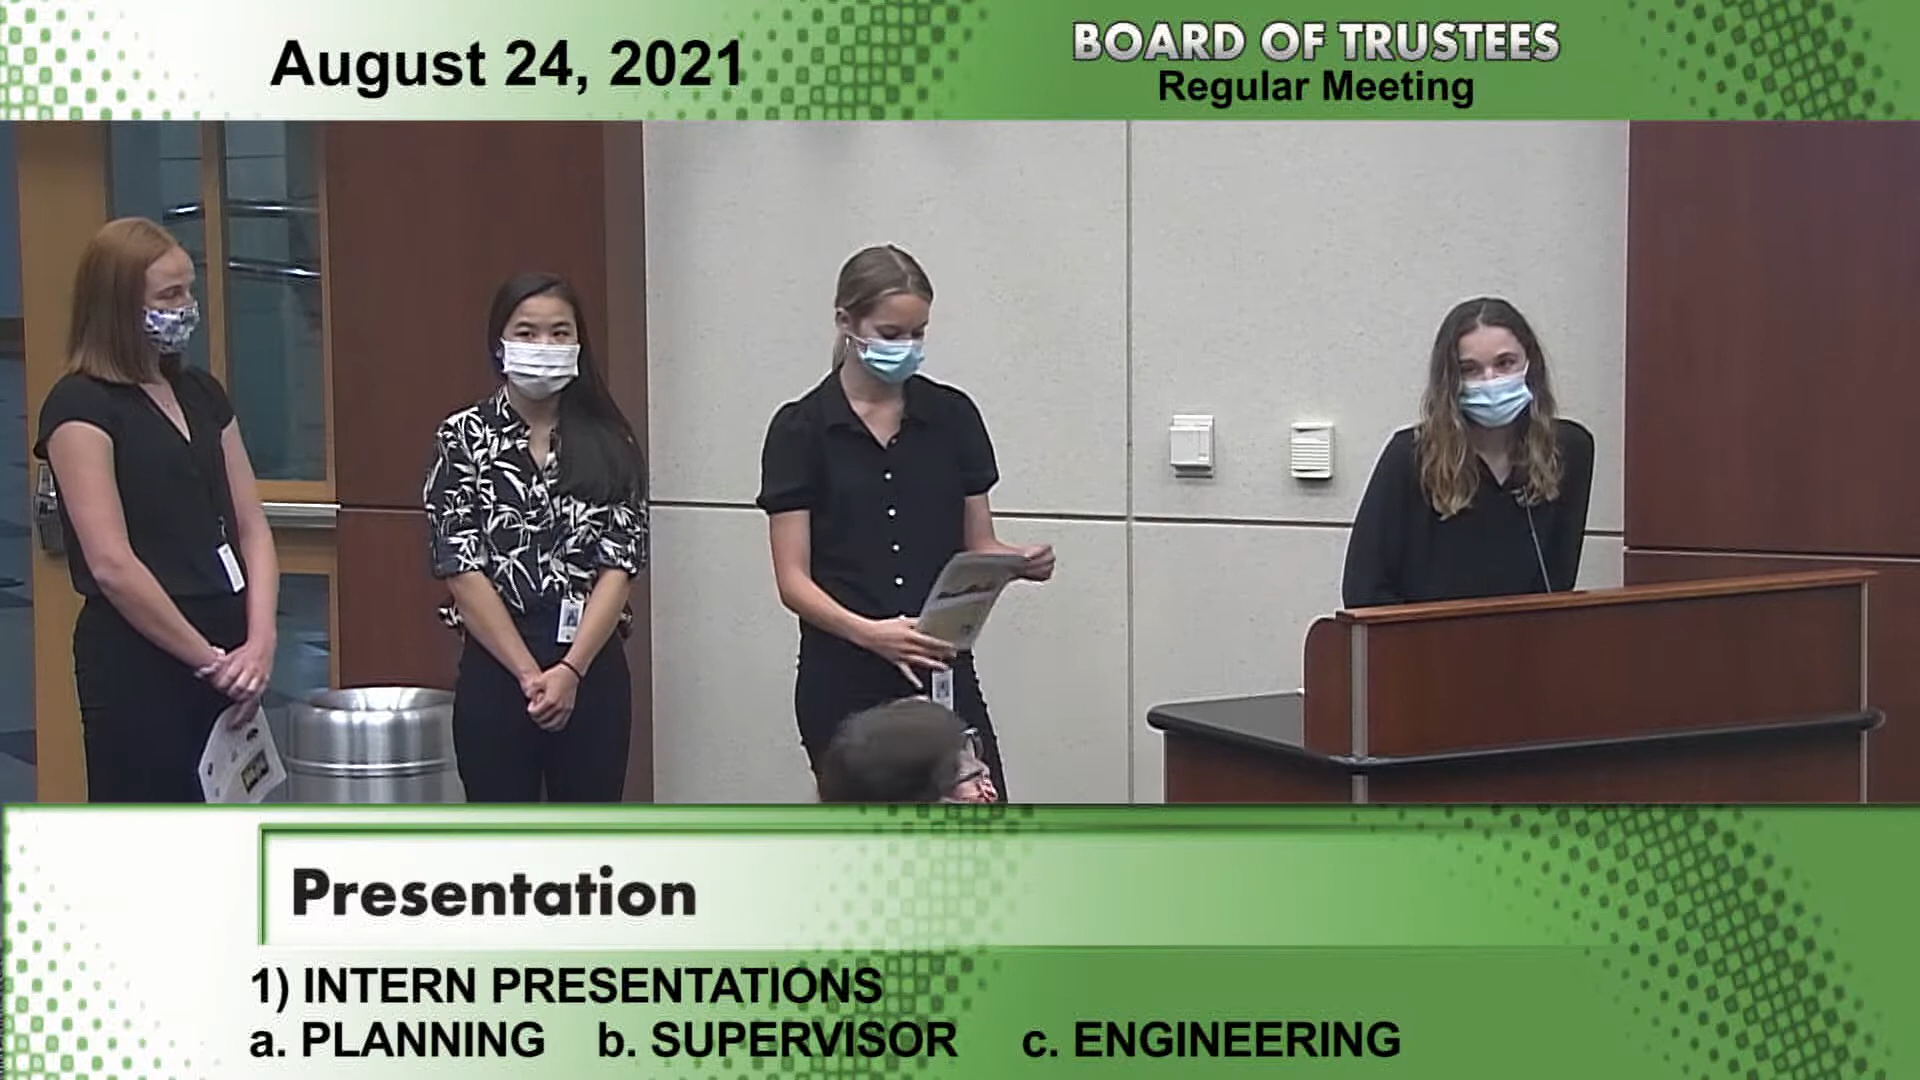 August 24, 2021
BOARD OF TRUSTEES
Regular Meeting
Presentation
1) INTERN PRESENTATIONS
a. PLANNING b. SUPERVISOR c. ENGINEERING